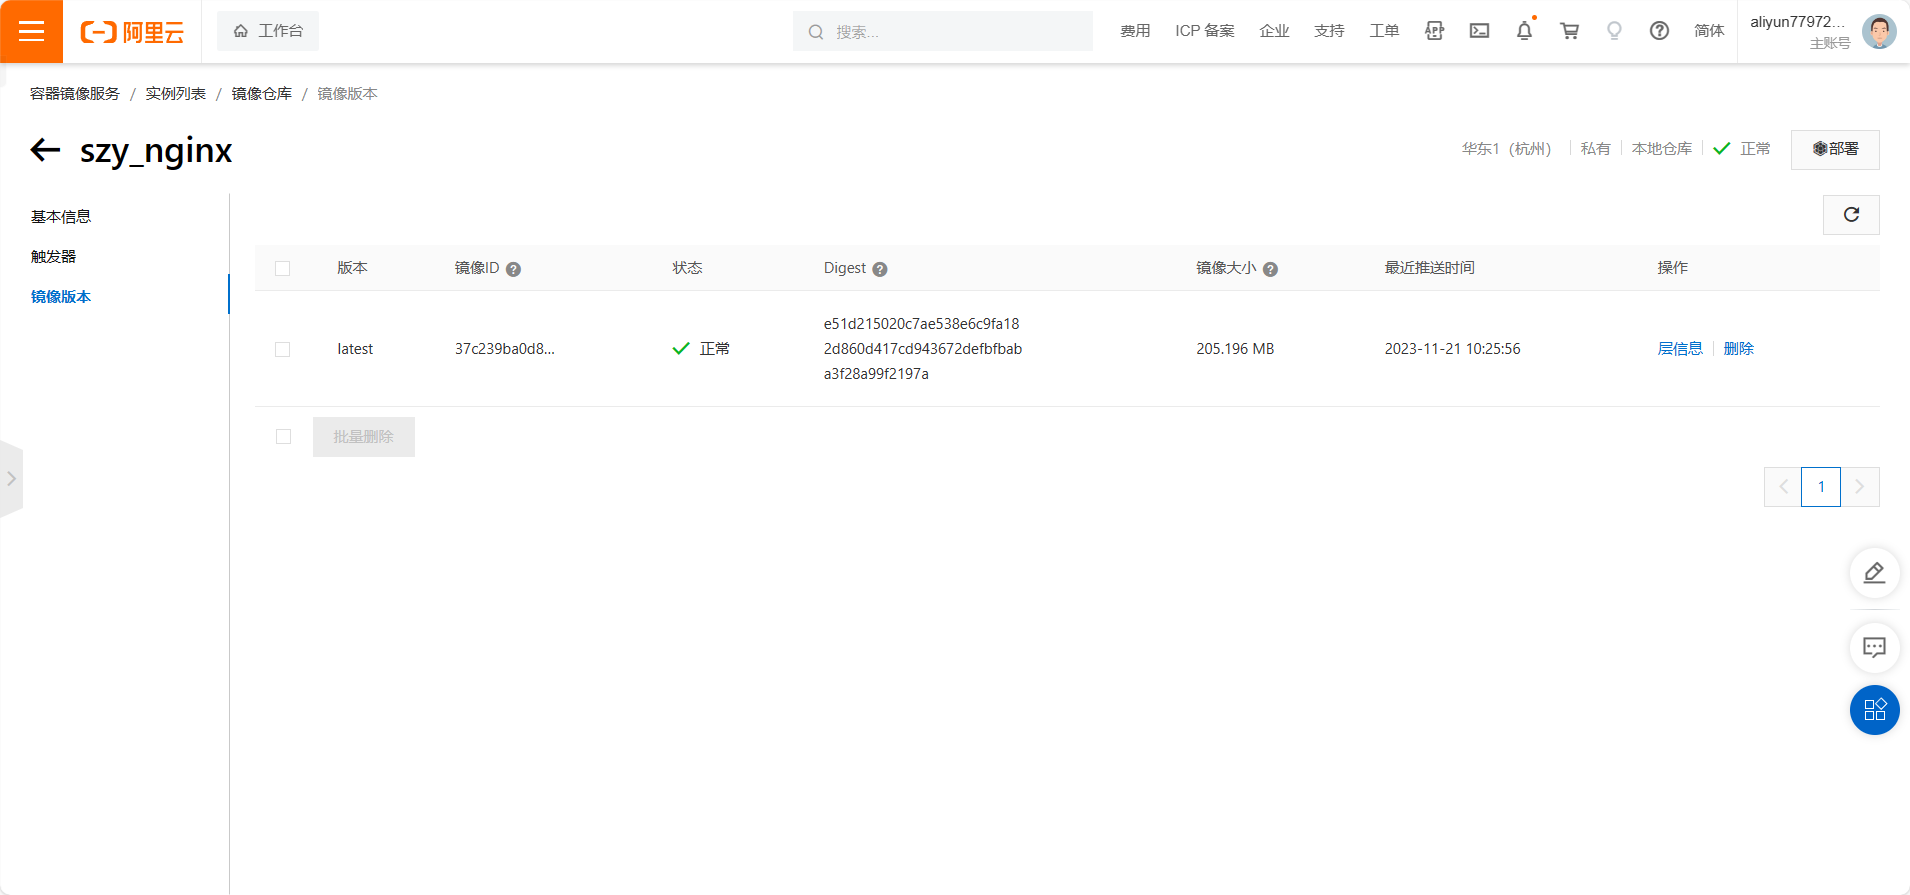 阿里云
工作台
搜索...
费用
ICP 备案
企业
支持
工单
APP
简体
aliyun77972...
主账号
容器镜像服务 / 实例列表 / 镜像仓库 / 镜像版本
szy_nginx
华东1（杭州）
私有
本地仓库
正常
部署
基本信息
触发器
镜像版本
版本
镜像ID
状态
Digest
镜像大小
最近推送时间
操作
latest
37c239ba0d8...
正常
e51d215020c7ae538e6c9fa18
2d860d417cd943672defbfbab
a3f28a99f2197a
205.196 MB
2023-11-21 10:25:56
层信息
删除
批量删除
1